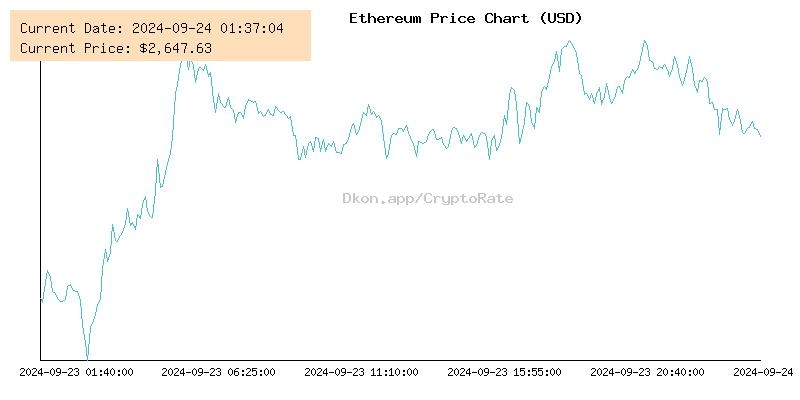 Ethereum Price Chart (USD)
Current Date: 2024-09-24 01:37:04
Current Price: $2,647.63
Dkon.app/CryptoRate
2024-09-23 01:40:00 2024-09-23 06:25:00 2024-09-23 11:10:00 2024-09-23 15:55:00 2024-09-23 20:40:00 2024-09-24